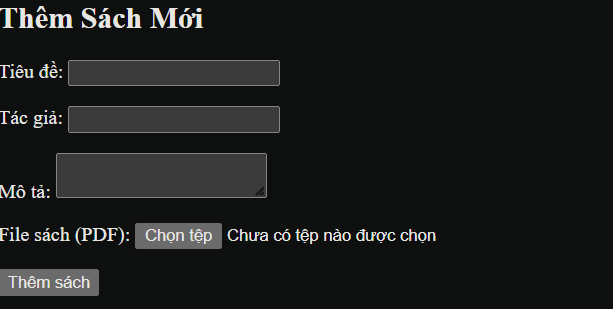 Thêm Sách Mới
Tiêu đề:
Tác giả:
Mô tả:
File sách (PDF): Chọn tệp Chưa có tệp nào được chọn
Thêm sách